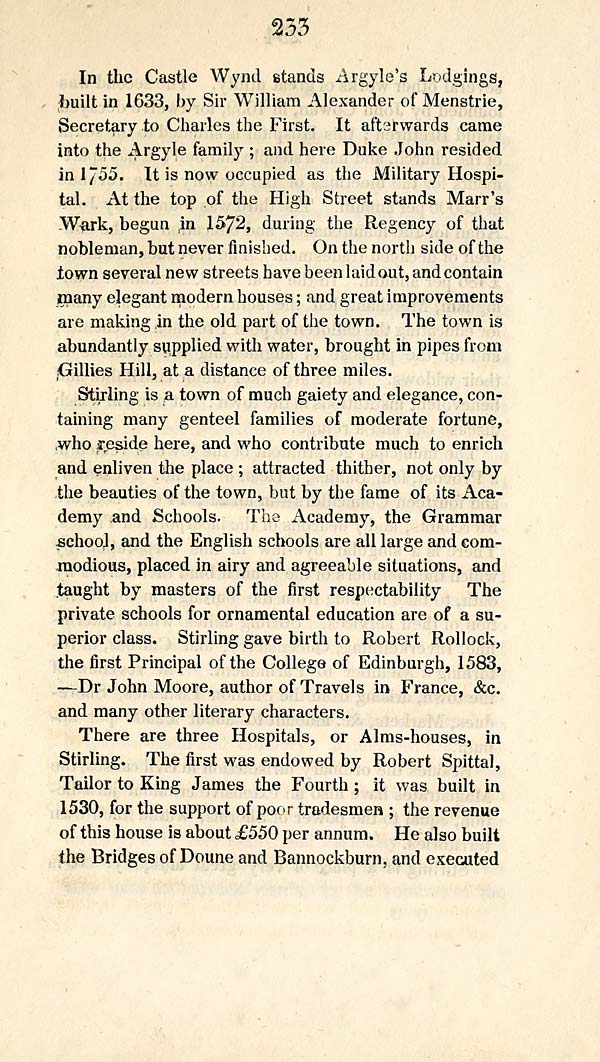 233
In the Castle Wynd stands Argyle's Lodgings,
built in 1633, by Sir William Alexander of Menstrie,
Secretary to Charles the First. It afterwards came
into the Argyle family ; and here Duke John resided
in 1755. It is now occupied as the Military Hospi-
tal. At the top of the High Street stands Marr's
Wark, begun in 1572, during the Regency of that
nobleman, but never finished. On the north side of the
town several new streets have been laid out, and contain
many elegant modern houses ; and great improvements
are making in the old part of the town. The town is
abundantly supplied with water, brought in pipes from
Gillies Hill, at a distance of three miles.
Stirling is a town of much gaiety and elegance, con-
taining many genteel families of moderate fortune,
who reside here, and who contribute much to enrich
and enliven the place ; attracted thither, not only by
the beauties of the town, but by the fame of its Aca-
demy and Schools. The Academy, the Grammar
school, and the English schools are all large and com-
modious, placed in airy and agreeable situations, and
taught by masters of the first respectability The
private schools for ornamental education are of a su-
perior class. Stirling gave birth to Robert Rollock,
the first Principal of the College of Edinburgh, 1583,
—Dr John Moore, author of Travels in France, &c.
and many other literary characters.
There are three Hospitals, or Alms-houses, in
Stirling. The first was endowed by Robert Spittal,
Tailor to King James the Fourth ; it was built in
1530, for the support of poor tradesmen ; the revenue
of this house is about £550 per annum. He also built
the Bridges of Doune and Bannockburn, and executed